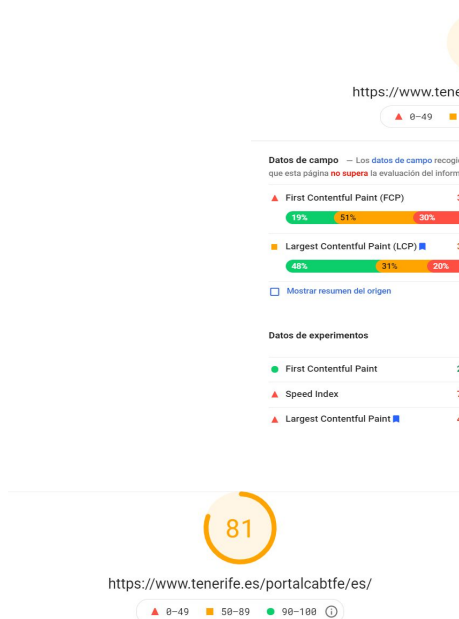 https://www.tene
0-49
Datos de campo — Los datos de campo recogi
que esta página no supera la evaluación del inform
First Contentful Paint (FCP)
19% 51% 30%
Largest Contentful Paint (LCP)
48% 31% 20%
Mostrar resumen del origen
Datos de experimentos
First Contentful Paint
Speed Index
Largest Contentful Paint
81
https://www.tenerife.es/portalcabtfe/es/
0-49 50-89 90-100